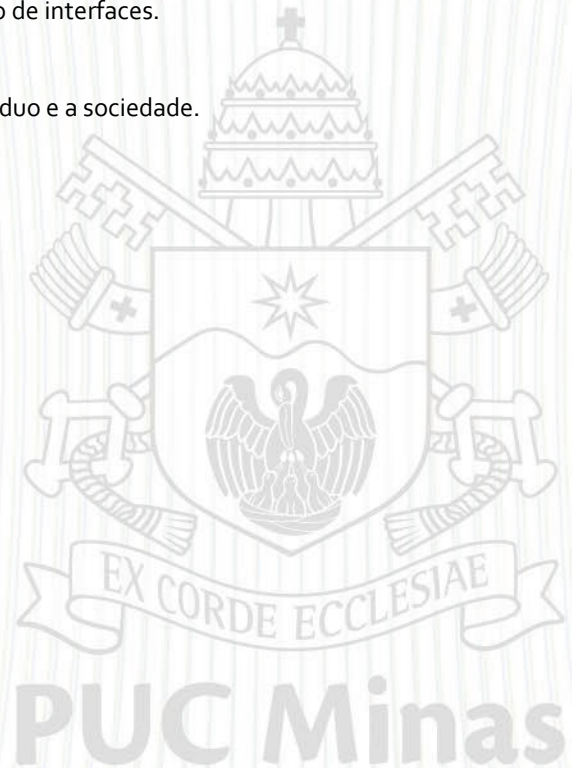 o de interfaces.
duo e a sociedade.
EX CORDE ECCLESIAE
PUC Minas